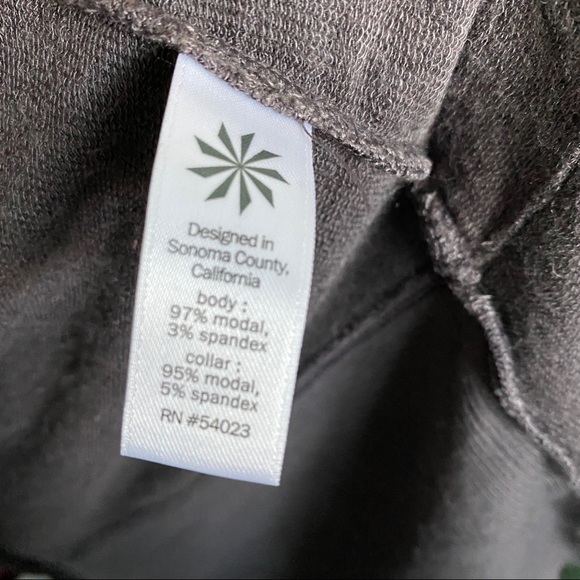 Designed in
Sonoma County,
California
body :
97% modal,
3% spandex
collar :
95% modal,
5% spandex
RN #54023